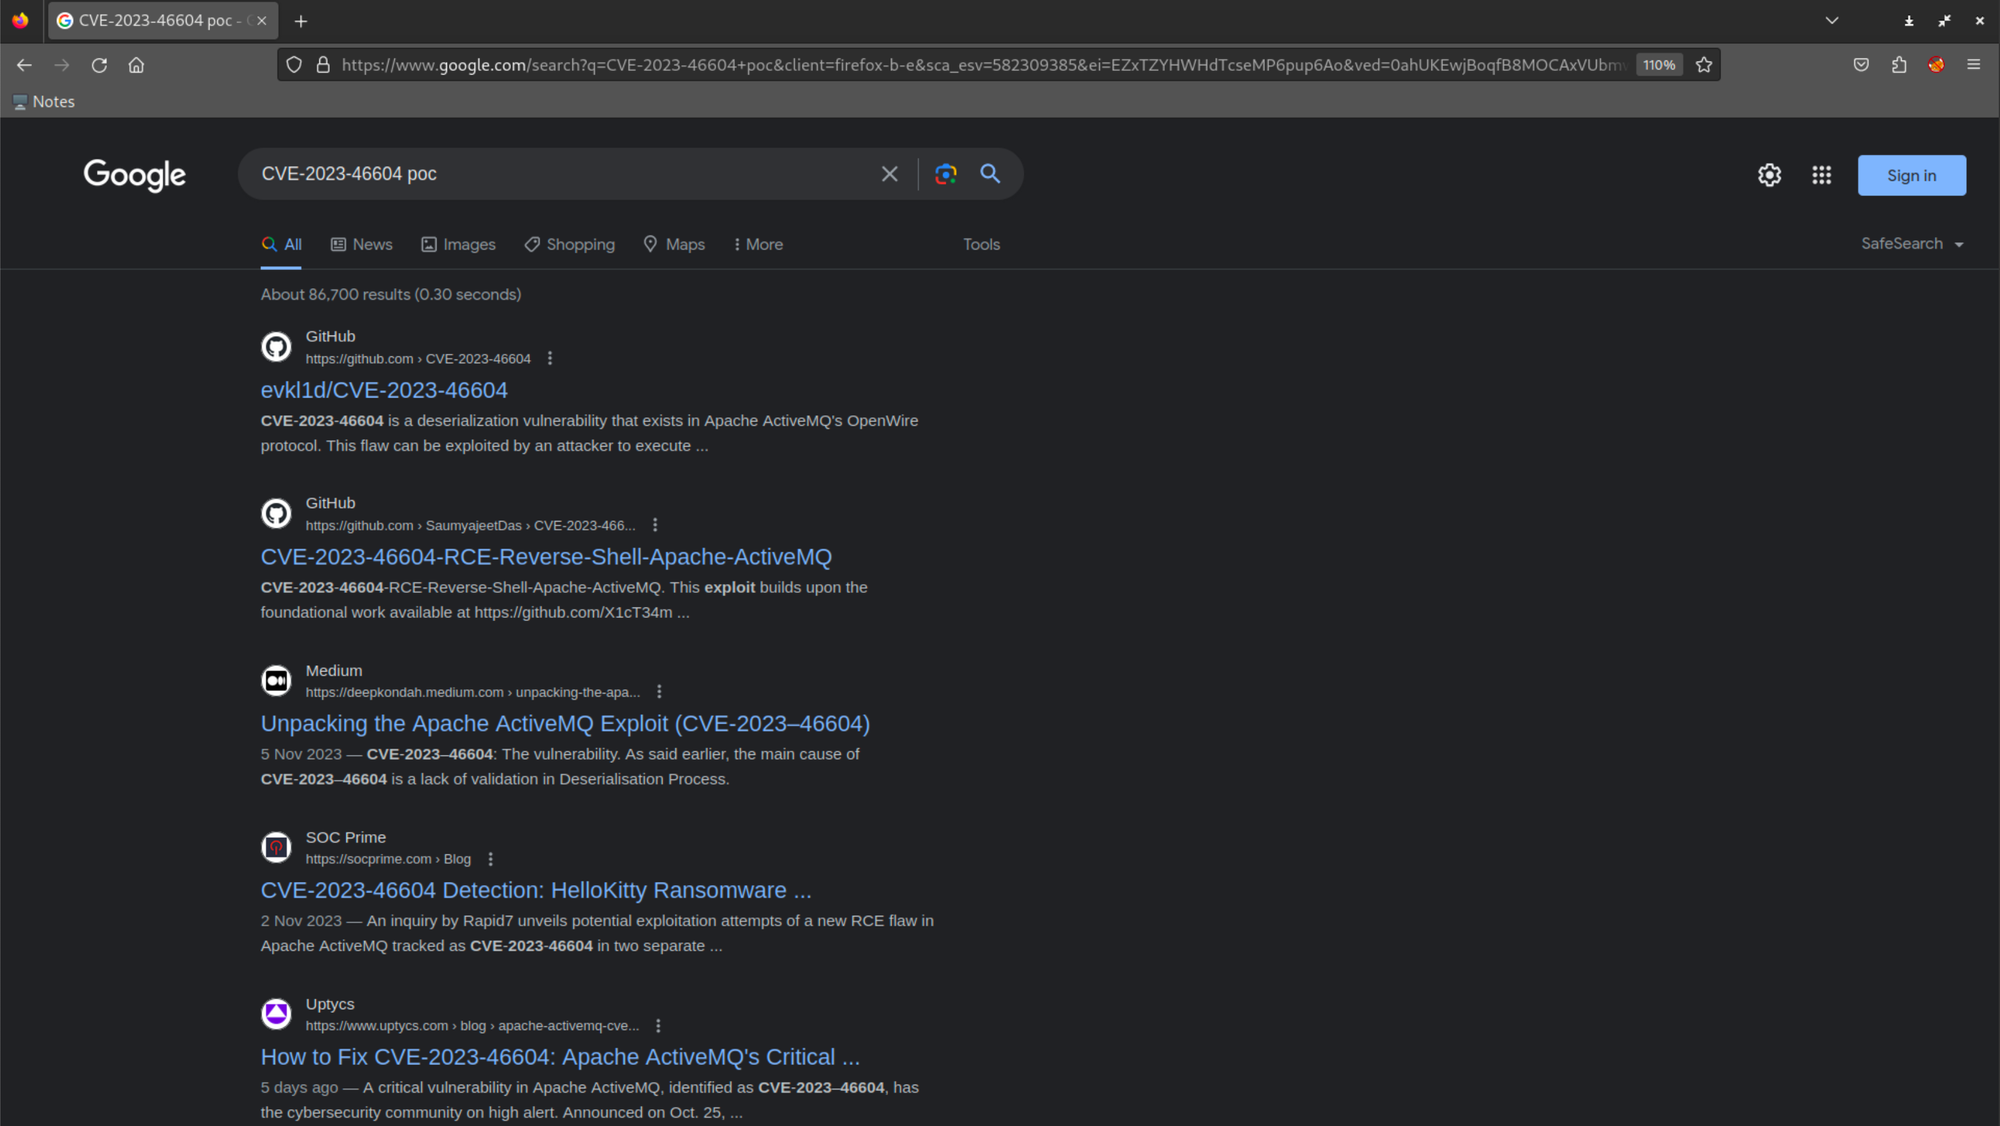 CVE-2023-46604 poc -
https://www.google.com/search?q=CVE-2023-46604+poc&client=firefox-b-e&sca_esv=582309385&ei=EZxTZYHWHdTcseMP6pup6Ao&ved=0ahUKEwjBoqfB8MOCAxVUbm
110%
Notes
Google
CVE-2023-46604 poc
Sign in
All
News
Images
Shopping
Maps
More
Tools
SafeSearch
About 86,700 results (0.30 seconds)
GitHub
https://github.com › CVE-2023-46604
evkl1d/CVE-2023-46604
CVE-2023-46604 is a deserialization vulnerability that exists in Apache ActiveMQ's OpenWire
protocol. This flaw can be exploited by an attacker to execute ...
GitHub
https://github.com › SaumyajeetDas › CVE-2023-466...
CVE-2023-46604-RCE-Reverse-Shell-Apache-ActiveMQ
CVE-2023-46604-RCE-Reverse-Shell-Apache-ActiveMQ. This exploit builds upon the
foundational work available at https://github.com/X1cT34m ...
Medium
https://deepkondah.medium.com › unpacking-the-apa...
Unpacking the Apache ActiveMQ Exploit (CVE-2023–46604)
5 Nov 2023 — CVE-2023–46604: The vulnerability. As said earlier, the main cause of
CVE-2023–46604 is a lack of validation in Deserialisation Process.
SOC Prime
https://socprime.com › Blog
CVE-2023-46604 Detection: HelloKitty Ransomware ...
2 Nov 2023 — An inquiry by Rapid7 unveils potential exploitation attempts of a new RCE flaw in
Apache ActiveMQ tracked as CVE-2023-46604 in two separate ...
Uptycs
https://www.uptycs.com › blog › apache-activemq-cve...
How to Fix CVE-2023-46604: Apache ActiveMQ's Critical ...
5 days ago — A critical vulnerability in Apache ActiveMQ, identified as CVE-2023–46604, has
the cybersecurity community on high alert. Announced on Oct. 25, ...